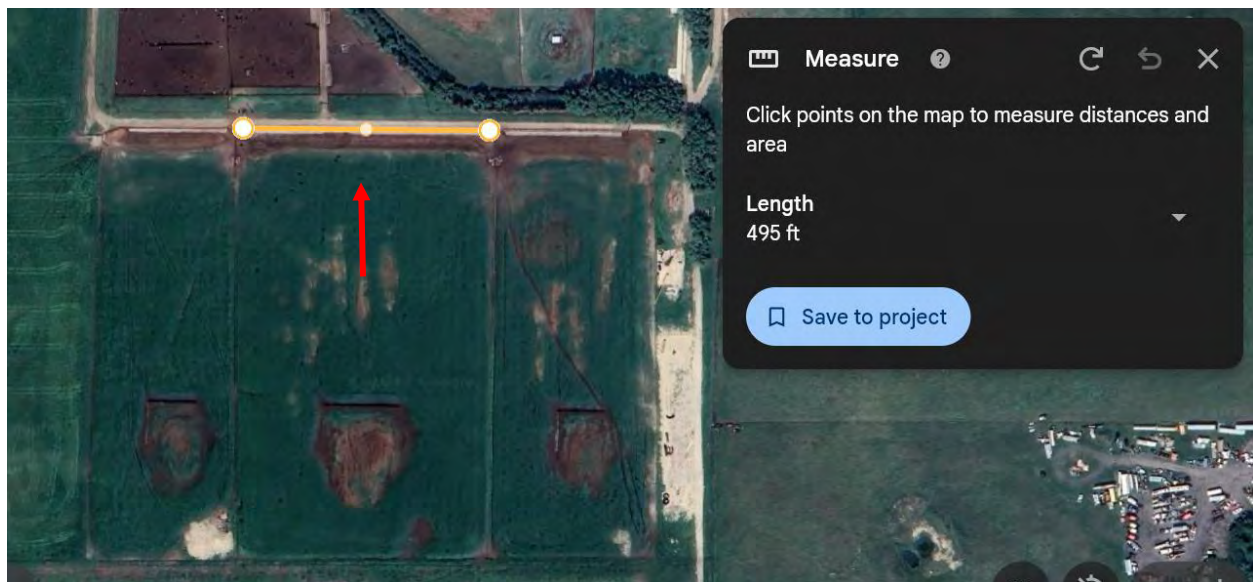 Measure
Click points on the map to measure distances and
area
Length
495 ft
Save to project